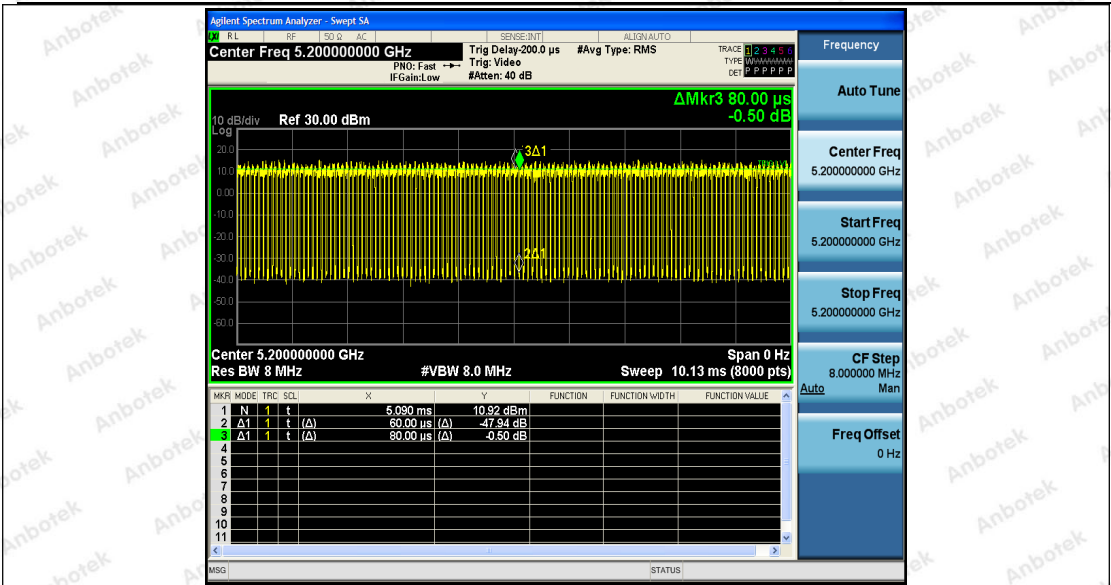 Agilent Spectrum Analyzer - Swept SA
LXI RL RF 50 Ω AC SENSE:INT ALIGNAUTO
Center Freq 5.200000000 GHz
PNO: Fast
IFGain:Low
Trig Delay-200.0 µs #Avg Type: RMS
Trig: Video
#Atten: 40 dB
TRACE 1 2 3 4 5 6
TYPE
DET P P P P P P
ΔMkr3 80.00 µs
-0.50 dB
10 dB/div Ref 30.00 dBm
Log
20.0
10.0
0.00
-10.0
-20.0
-30.0
-40.0
-50.0
-60.0
3Δ1
2Δ1
Center 5.200000000 GHz Span 0 Hz
Res BW 8 MHz #VBW 8.0 MHz Sweep 10.13 ms (8000 pts)
MKR MODE TRC SCL X Y FUNCTION FUNCTION WIDTH FUNCTION VALUE
1 N 1 t 5.090 ms 10.92 dBm
2 Δ1 1 t (Δ) 60.00 µs (Δ) -47.94 dB
3 Δ1 1 t (Δ) 80.00 µs (Δ) -0.50 dB
4
5
6
7
8
9
10
11
MSG STATUS
Frequency
Auto Tune
Center Freq
5.200000000 GHz
Start Freq
5.200000000 GHz
Stop Freq
5.200000000 GHz
CF Step
8.000000 MHz
Auto Man
Freq Offset
0 Hz
Anbotek